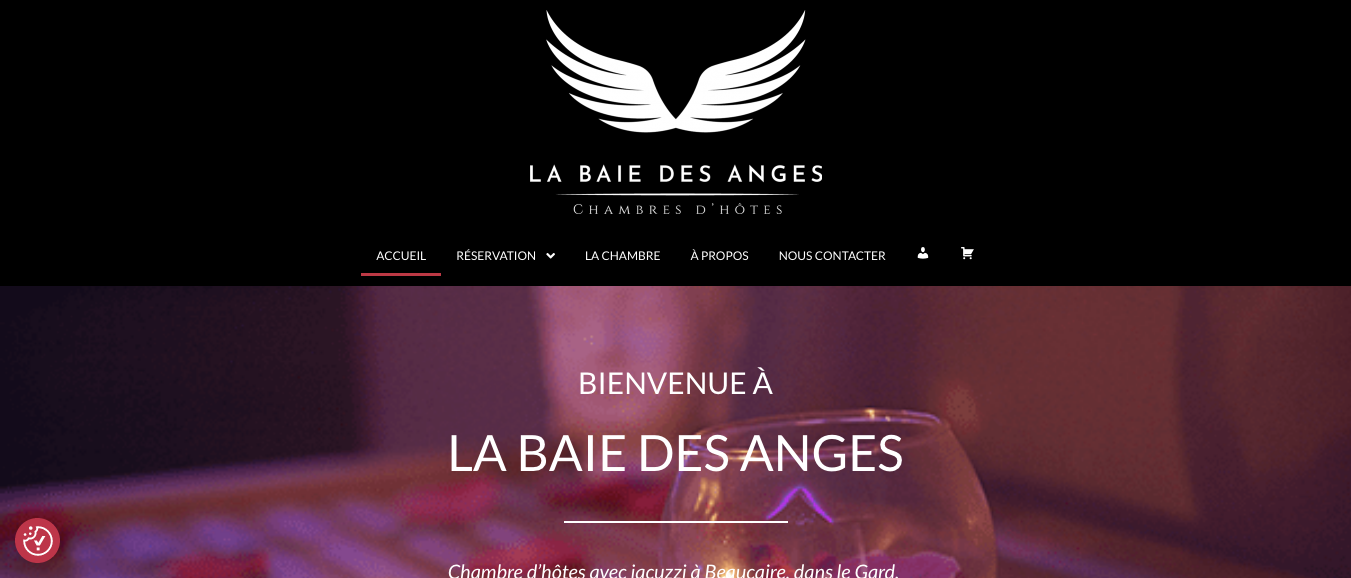 LA BAIE DES ANGES
CHAMBRES D'HÔTES
ACCUEIL RÉSERVATION LA CHAMBRE À PROPOS NOUS CONTACTER
BIENVENUE À
LA BAIE DES ANGES
Chambre d'hôtes avec jacuzzi à Beaucaire, dans le Gard.